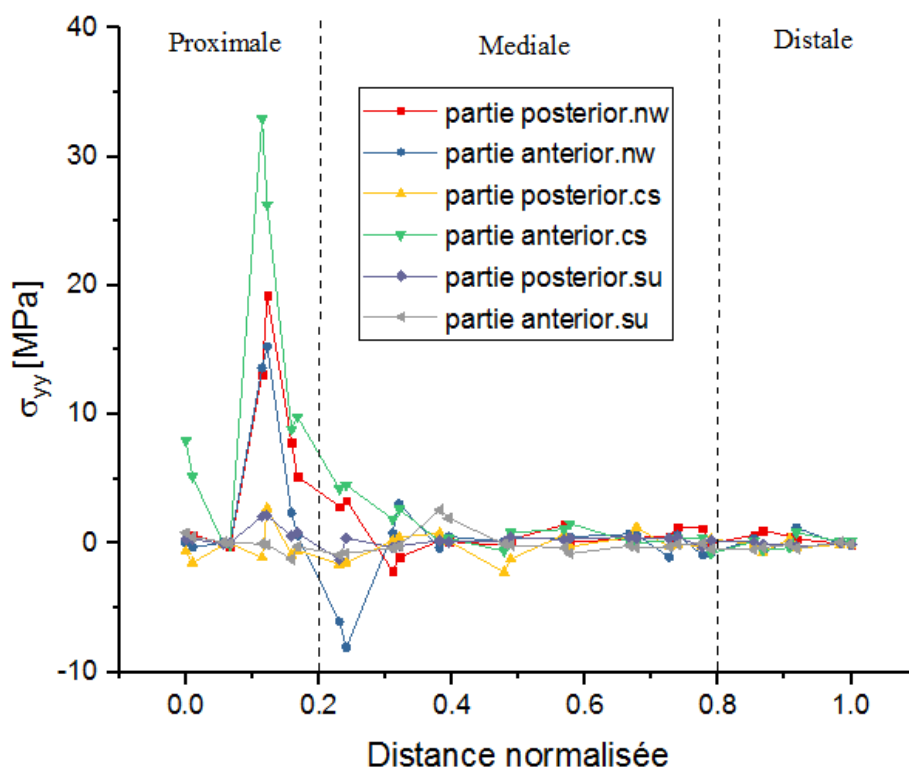 Proximale
Mediale
Distale
partie posterior.nw
partie anterior.nw
partie posterior.cs
partie anterior.cs
partie posterior.su
partie anterior.su
σyy [MPa]
40
30
20
10
0
-10
0.0 0.2 0.4 0.6 0.8 1.0
Distance normalisée